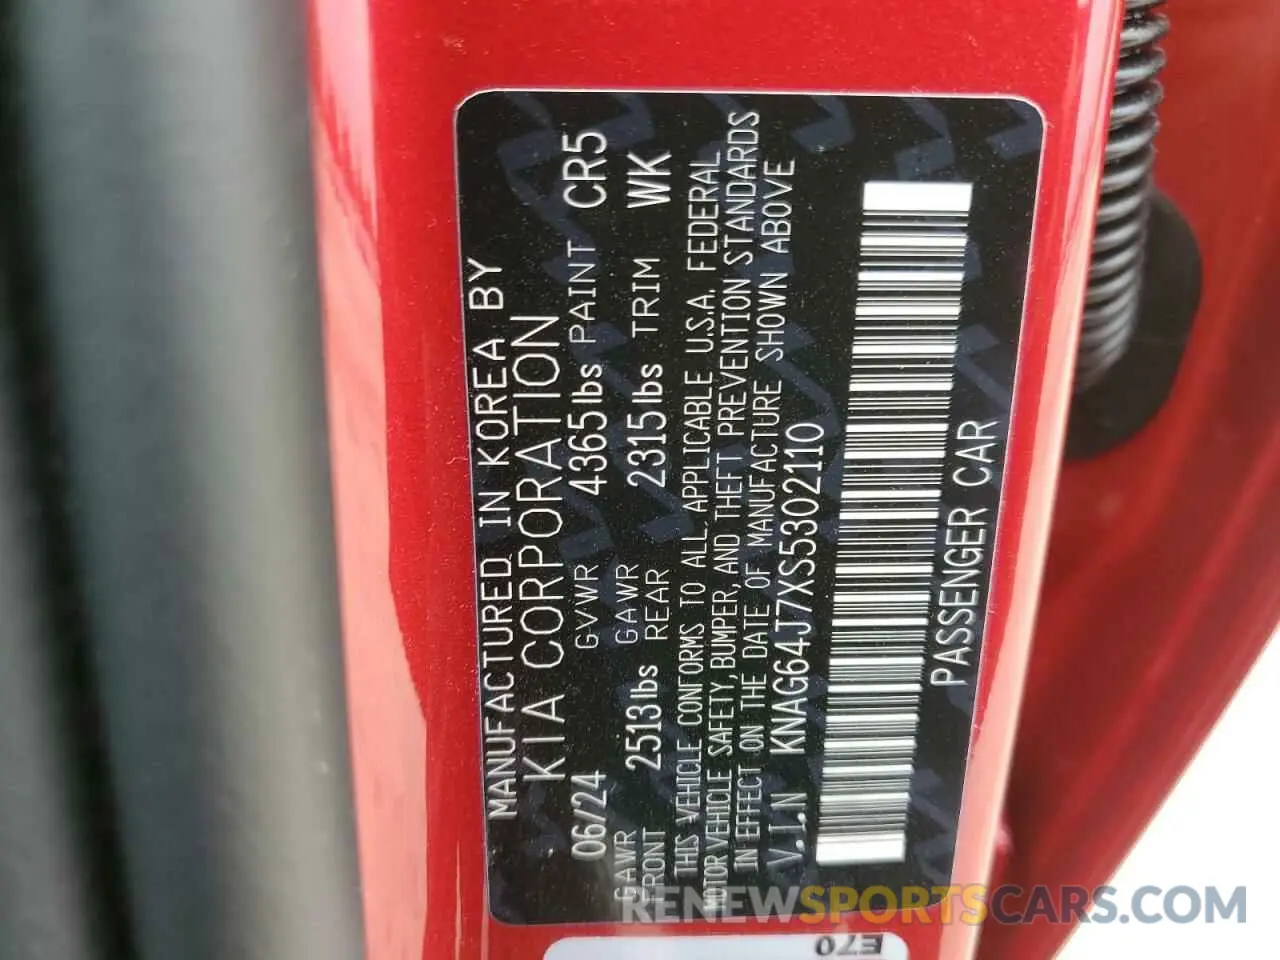 MANUFACTURED IN KOREA BY
KIA CORPORATION
06/24 GVWR 4365lbs PAINT CR5
GAWR FRONT 2513lbs GAWR REAR 2315lbs TRIM WK
THIS VEHICLE CONFORMS TO ALL APPLICABLE U.S.A. FEDERAL
MOTOR VEHICLE SAFETY, BUMPER, AND THEFT PREVENTION STANDARDS
IN EFFECT ON THE DATE OF MANUFACTURE SHOWN ABOVE
V.I.N KNAG64J7XS5302110
PASSENGER CAR
E70
RENEWSPORTSCARS.COM